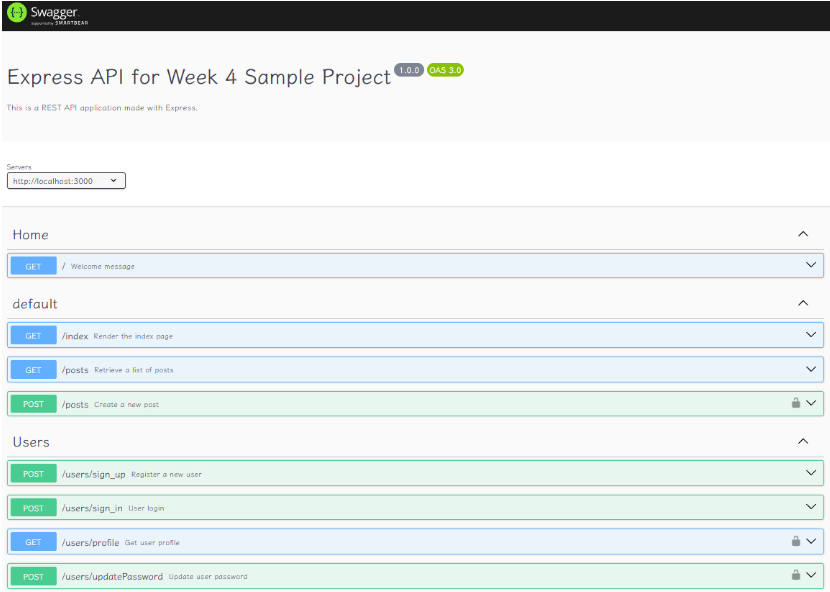 Swagger.
Supported by SMARTBEAR
Express API for Week 4 Sample Project 1.0.0 OAS 3.0
This is a REST API application made with Express.
Servers
http://localhost:3000
Home
GET / Welcome message
default
GET /index Render the index page
GET /posts Retrieve a list of posts
POST /posts Create a new post
Users
POST /users/sign_up Register a new user
POST /users/sign_in User login
GET /users/profile Get user profile
POST /users/updatePassword Update user password